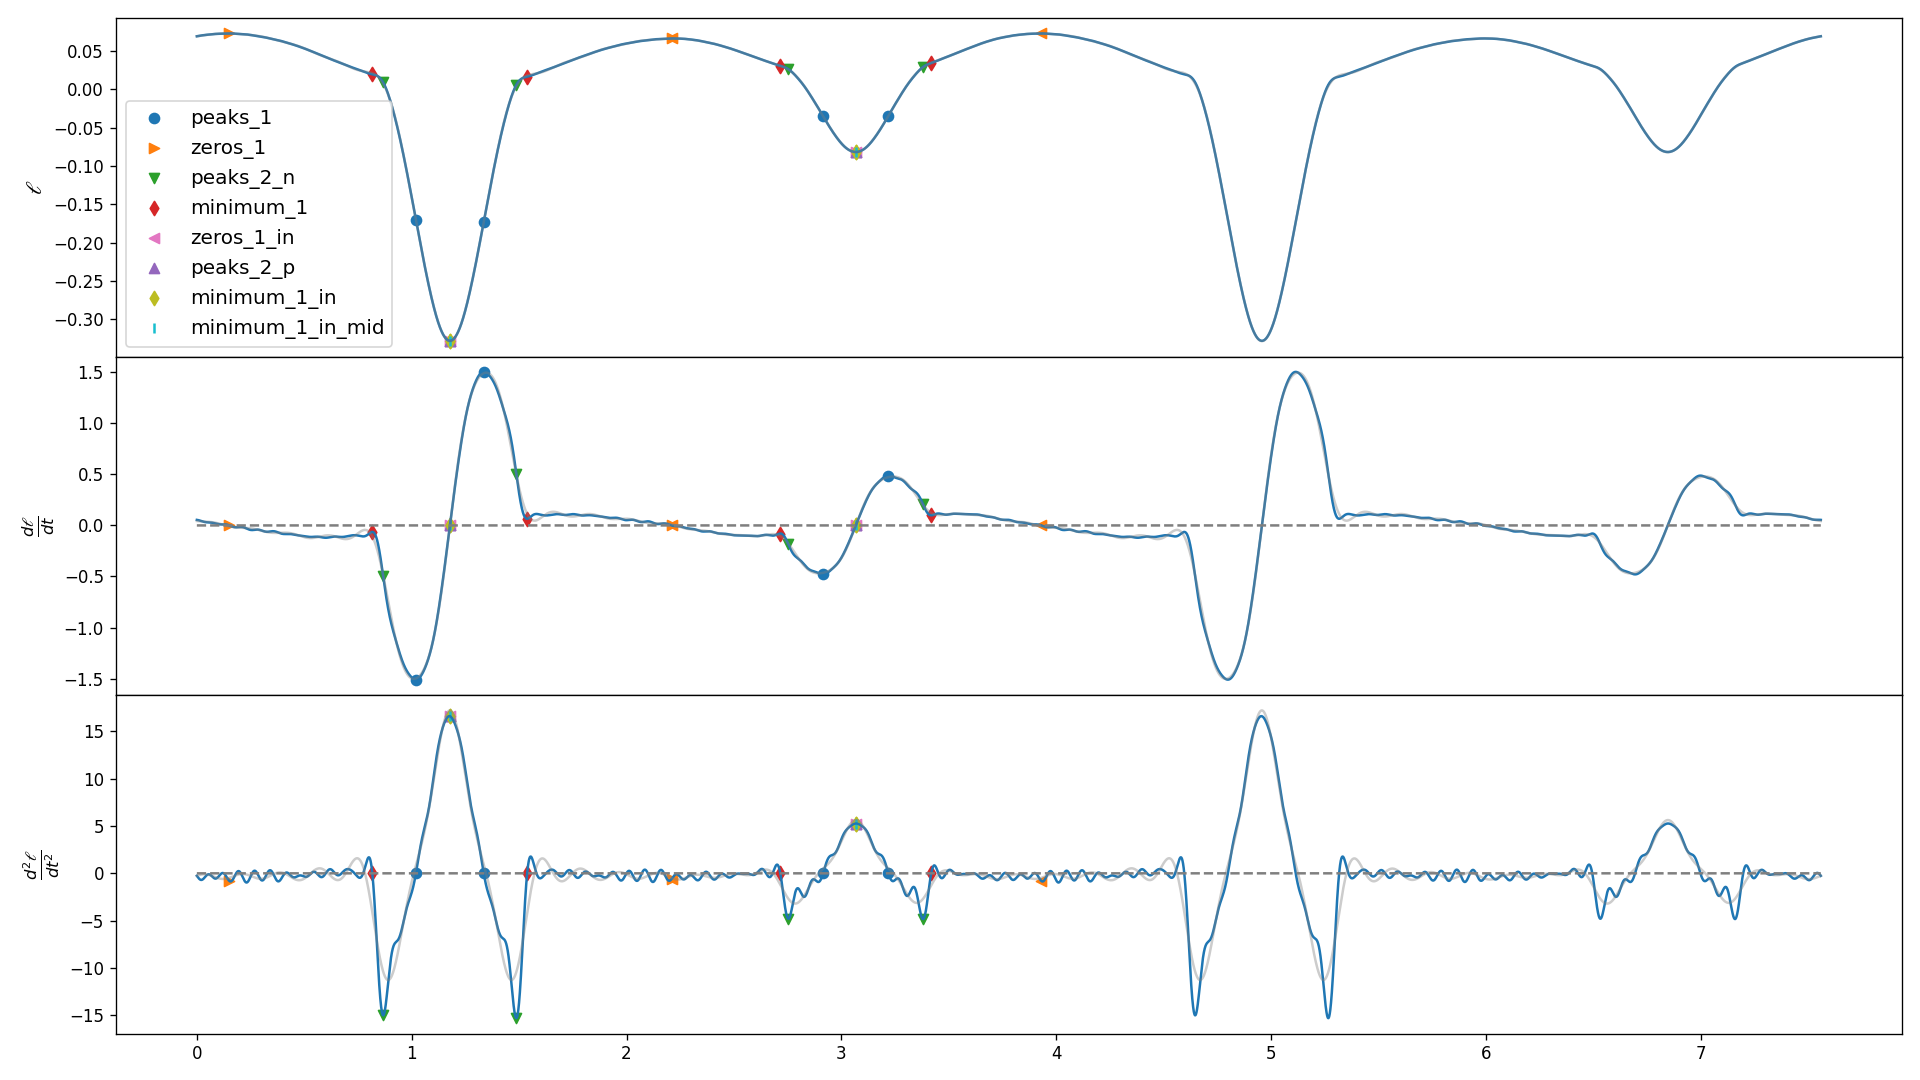 0.05
0.00
−0.05
−0.10
−0.15
−0.20
−0.25
−0.30
ℓ
peaks_1
zeros_1
peaks_2_n
minimum_1
zeros_1_in
peaks_2_p
minimum_1_in
minimum_1_in_mid
1.5
1.0
0.5
0.0
−0.5
−1.0
−1.5
dℓ
dt
15
10
5
0
−5
−10
−15
d²ℓ
dt²
0 1 2 3 4 5 6 7